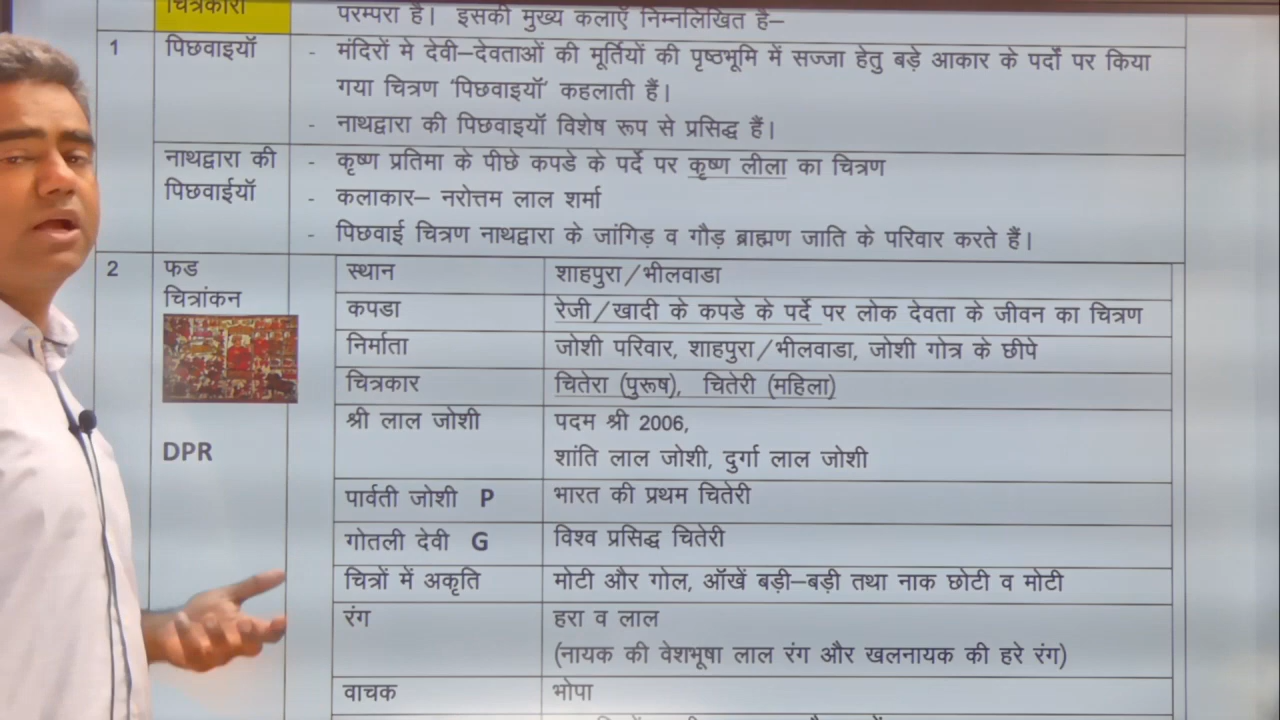 चित्रकारी
परम्परा है। इसकी मुख्य कलाऍ निम्नलिखित है–
1 पिछवाइयॉ - मंदिरों मे देवी–देवताओं की मूर्तियों की पृष्ठभूमि में सज्जा हेतु बड़े आकार के पर्दों पर किया
गया चित्रण ‘पिछवाइयॉ’ कहलाती हैं।
- नाथद्वारा की पिछवाइयॉ विशेष रूप से प्रसिद्ध हैं।
नाथद्वारा की - कृष्ण प्रतिमा के पीछे कपडे के पर्दे पर कृष्ण लीला का चित्रण
पिछवाईयॉ - कलाकार– नरोत्तम लाल शर्मा
- पिछवाई चित्रण नाथद्वारा के जांगिड़ व गौड़ ब्राह्मण जाति के परिवार करते हैं।
2 फड स्थान शाहपुरा/भीलवाडा
चित्रांकन
कपडा रेजी/खादी के कपडे के पर्दे पर लोक देवता के जीवन का चित्रण
निर्माता जोशी परिवार, शाहपुरा/भीलवाडा, जोशी गोत्र के छीपे
चित्रकार चितेरा (पुरूष), चितेरी (महिला)
श्री लाल जोशी पदम श्री 2006,
DPR शांति लाल जोशी, दुर्गा लाल जोशी
पार्वती जोशी P भारत की प्रथम चितेरी
गोतली देवी G विश्व प्रसिद्ध चितेरी
चित्रों में अकृति मोटी और गोल, ऑखें बड़ी–बड़ी तथा नाक छोटी व मोटी
रंग हरा व लाल
(नायक की वेशभूषा लाल रंग और खलनायक की हरे रंग)
वाचक भोपा